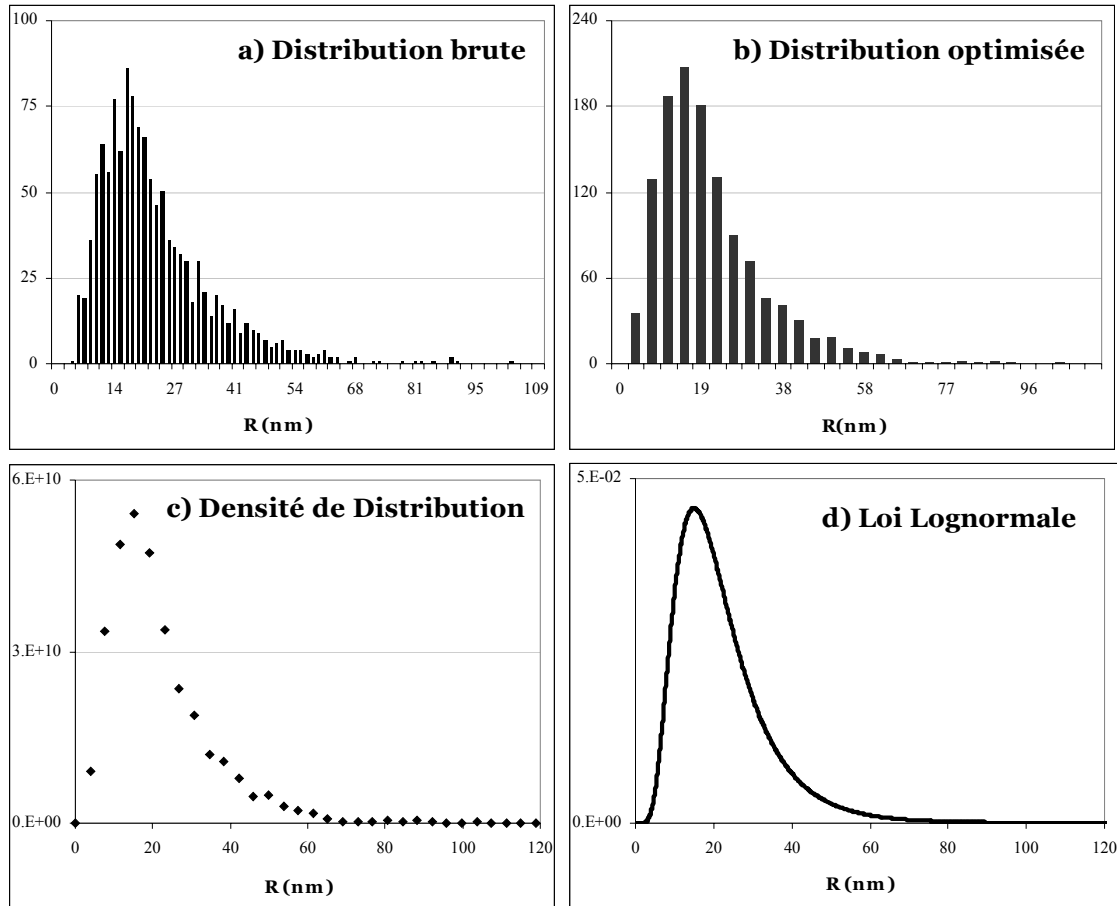 a) Distribution brute
100
75
50
25
0
0 14 27 41 54 68 81 95 109
R (nm)
b) Distribution optimisée
240
180
120
60
0
0 19 38 58 77 96
R(nm)
c) Densité de Distribution
6.E+10
3.E+10
0.E+00
0 20 40 60 80 100 120
R (nm)
d) Loi Lognormale
5.E-02
0.E+00
0 20 40 60 80 100 120
R (nm)